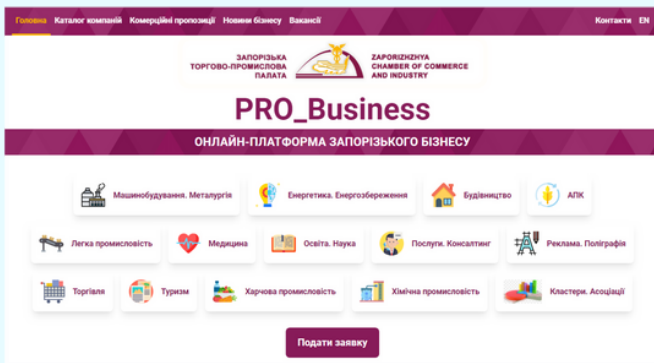 Головна Каталог компаній Комерційні пропозиції Новини бізнесу Вакансії Контакти EN
ЗАПОРІЗЬКА
ТОРГОВО-ПРОМИСЛОВА
ПАЛАТА
ZAPORIZHZHYA
CHAMBER OF COMMERCE
AND INDUSTRY
PRO_Business
ОНЛАЙН-ПЛАТФОРМА ЗАПОРІЗЬКОГО БІЗНЕСУ
Машинобудування. Металургія Енергетика. Енергозбереження Будівництво АПК
Легка промисловість Медицина Освіта. Наука Послуги. Консалтинг Реклама. Поліграфія
Торгівля Туризм Харчова промисловість Хімічна промисловість Кластери. Асоціації
Подати заявку